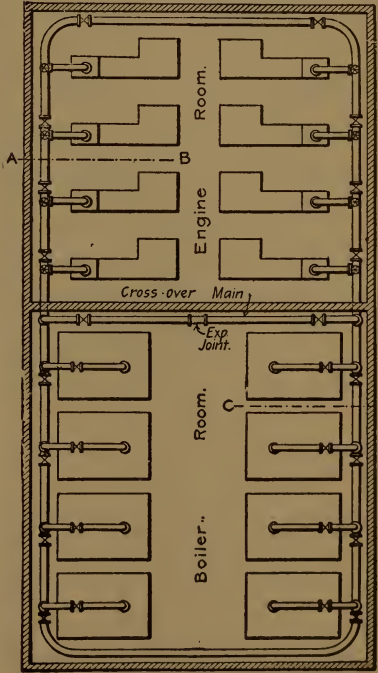 Room.
A
B
Engine
Cross-over Main
Exp.
Joint.
Room.
C
Boiler..